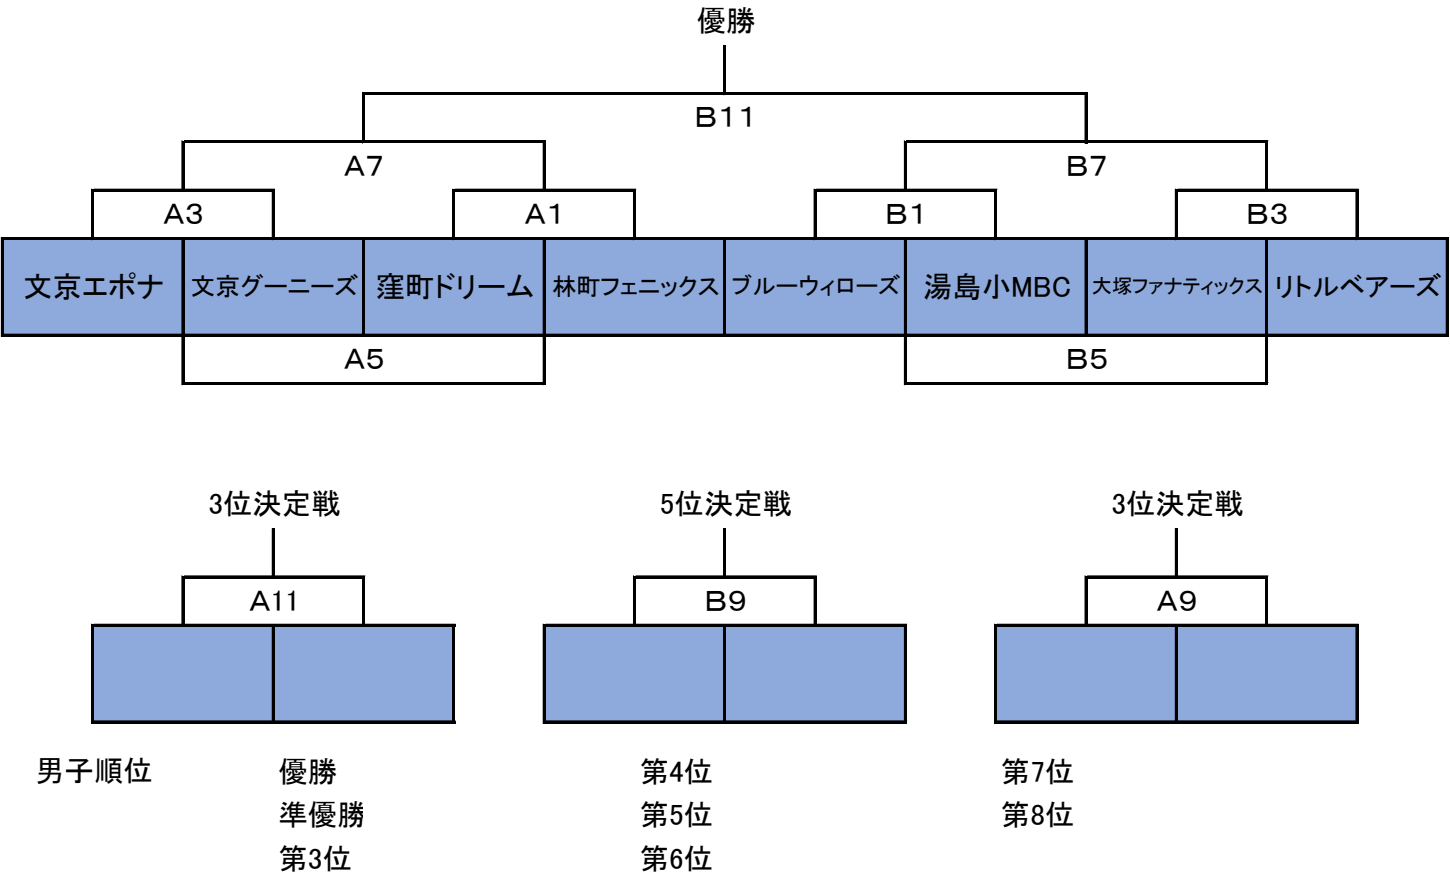 優勝
B11
A7 B7
A3 A1 B1 B3
文京エポナ 文京グーニーズ 窪町ドリーム 林町フェニックス ブルーウィローズ 湯島小MBC 大塚ファナティックス リトルベアーズ
A5 B5
3位決定戦 5位決定戦 3位決定戦
A11 B9 A9
男子順位 優勝 第4位 第7位
準優勝 第5位 第8位
第3位 第6位